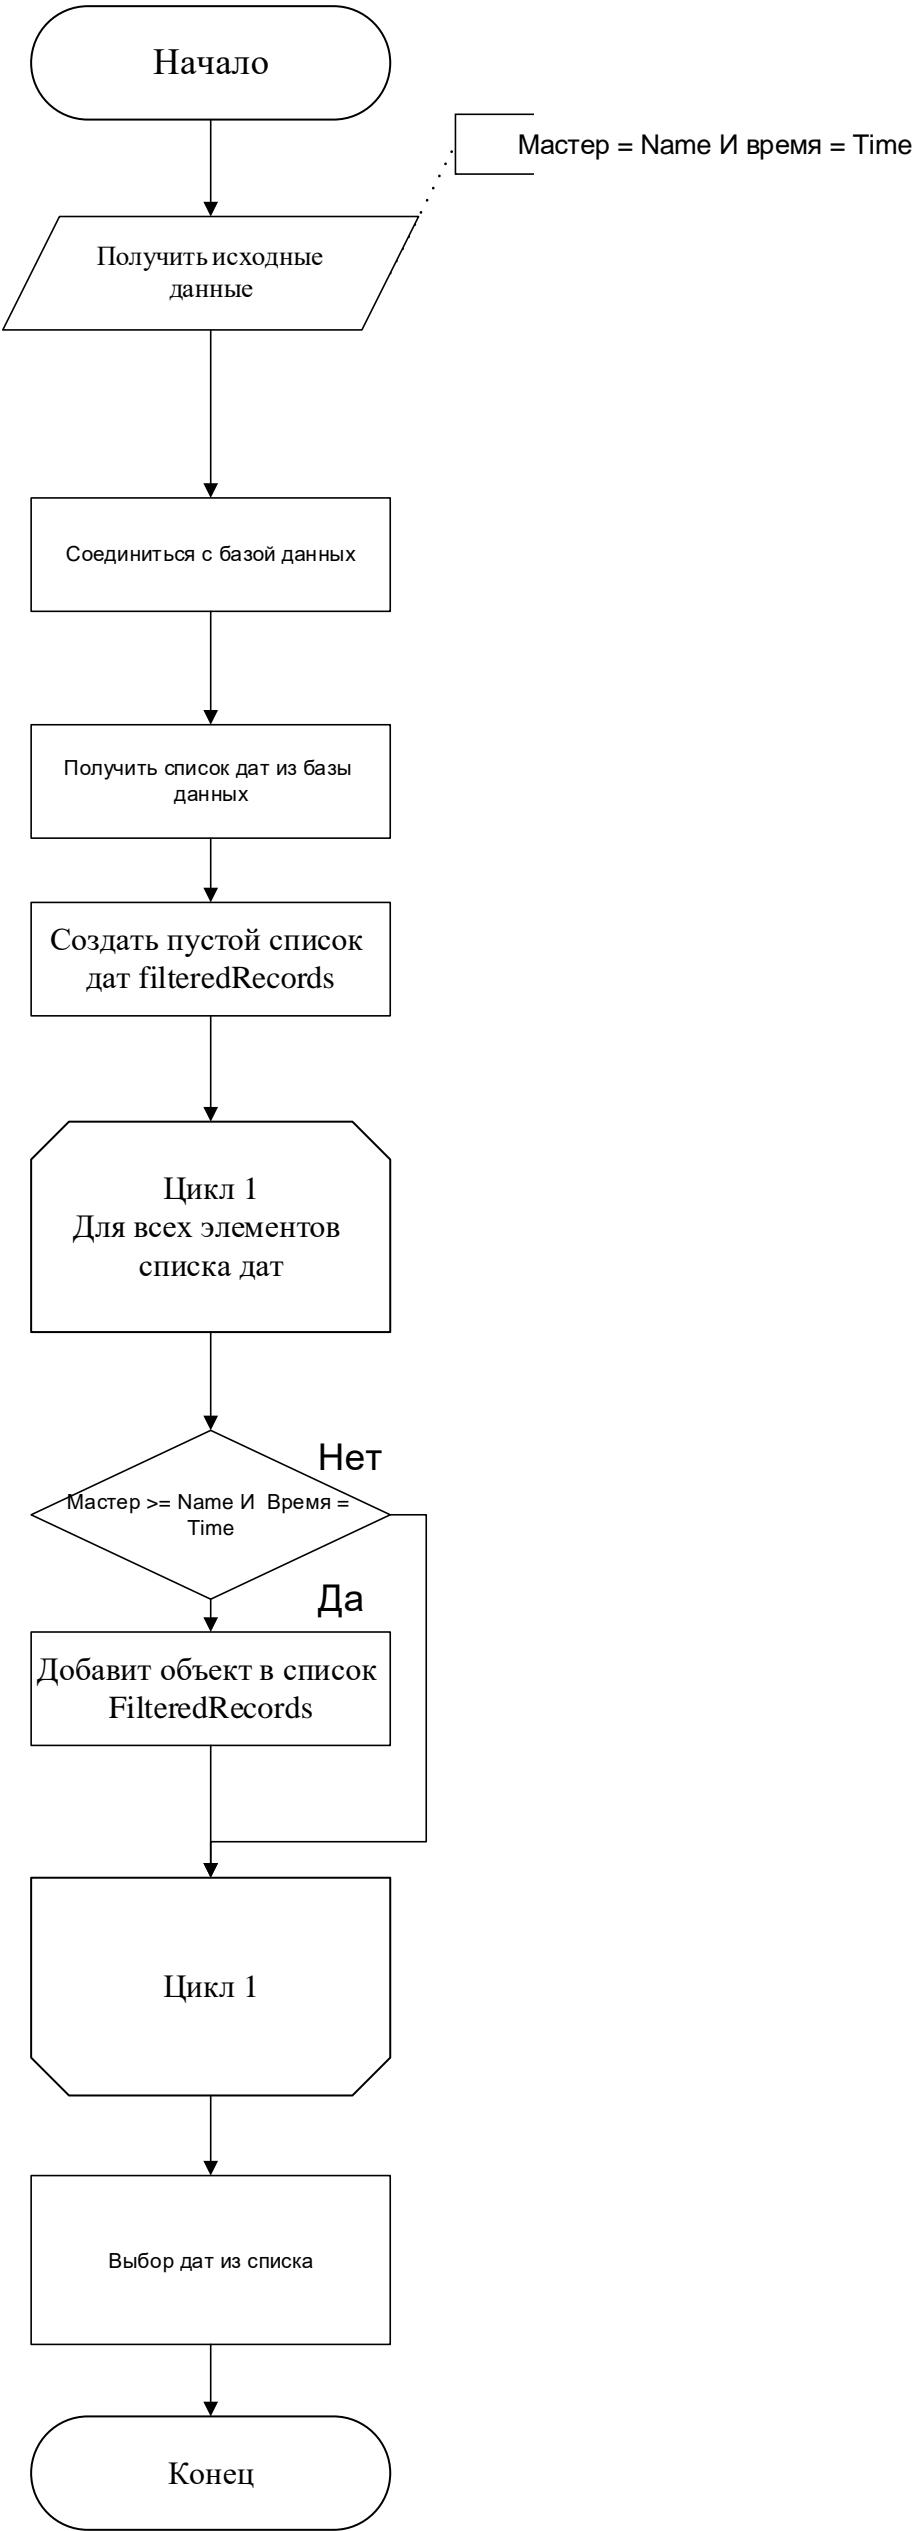 Начало
Мастер = Name И время = Time
Получить исходные
данные
Соединиться с базой данных
Получить список дат из базы
данных
Создать пустой список
дат filteredRecords
Цикл 1
Для всех элементов
списка дат
Нет
Мастер >= Name И  Время =
Time
Да
Добавит объект в список
FilteredRecords
Цикл 1
Выбор дат из списка
Конец